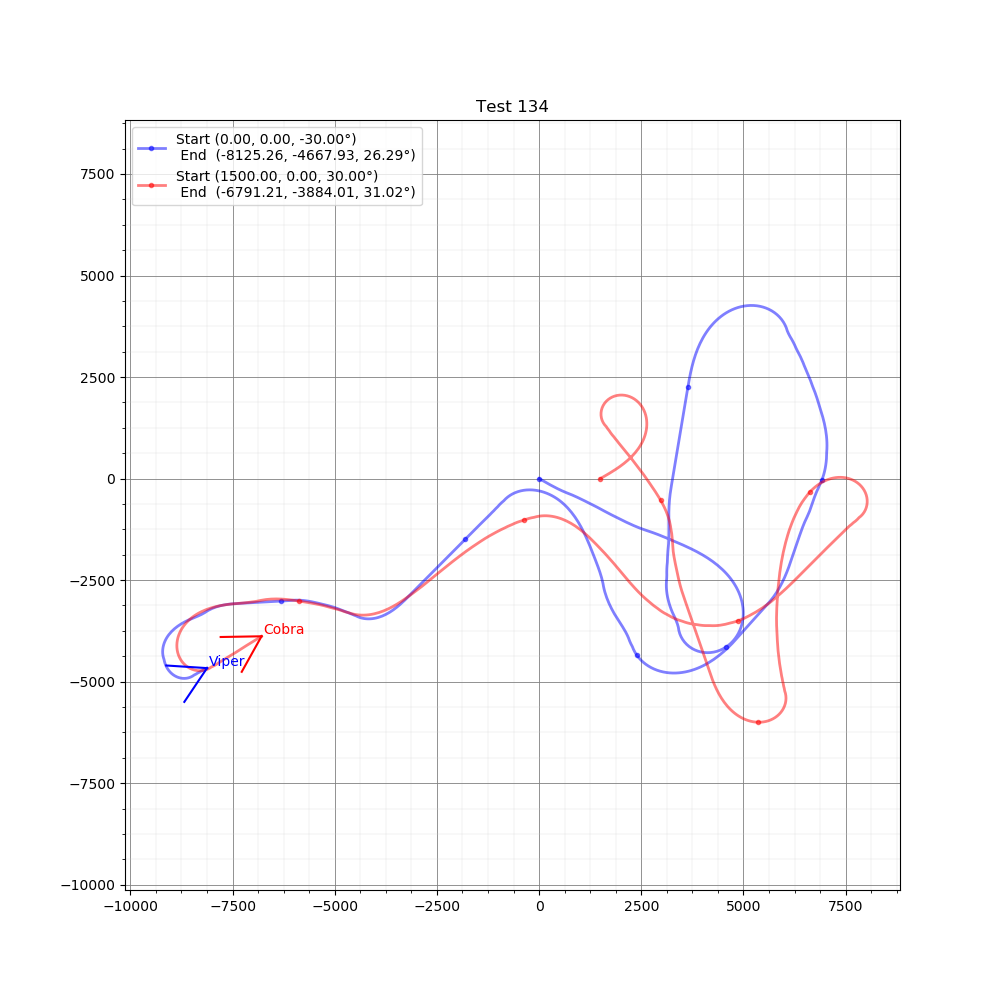 Test 134
Start (0.00, 0.00, -30.00°)
End  (-8125.26, -4667.93, 26.29°)
Start (1500.00, 0.00, 30.00°)
End  (-6791.21, -3884.01, 31.02°)
7500
5000
2500
0
−2500
−5000
−7500
−10000
Cobra
Viper
−10000 −7500 −5000 −2500 0 2500 5000 7500